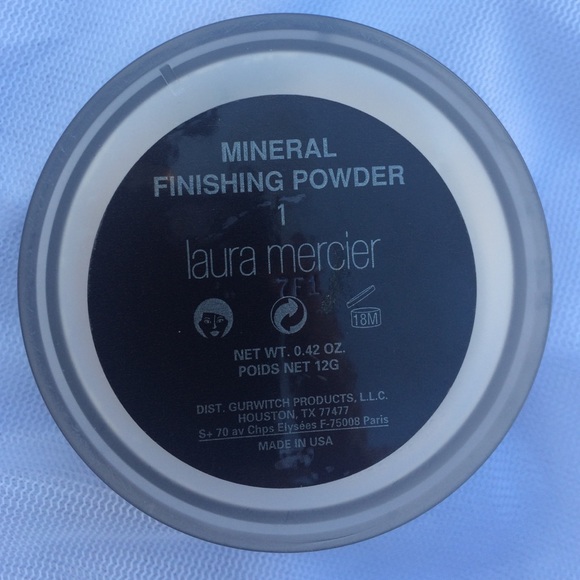 MINERAL
FINISHING POWDER
1
laura mercier
7F1
18M
NET WT. 0.42 OZ.
POIDS NET 12G
DIST. GURWITCH PRODUCTS, L.L.C.
HOUSTON, TX 77477
S+ 70 av Chps Elysées F-75008 Paris
MADE IN USA